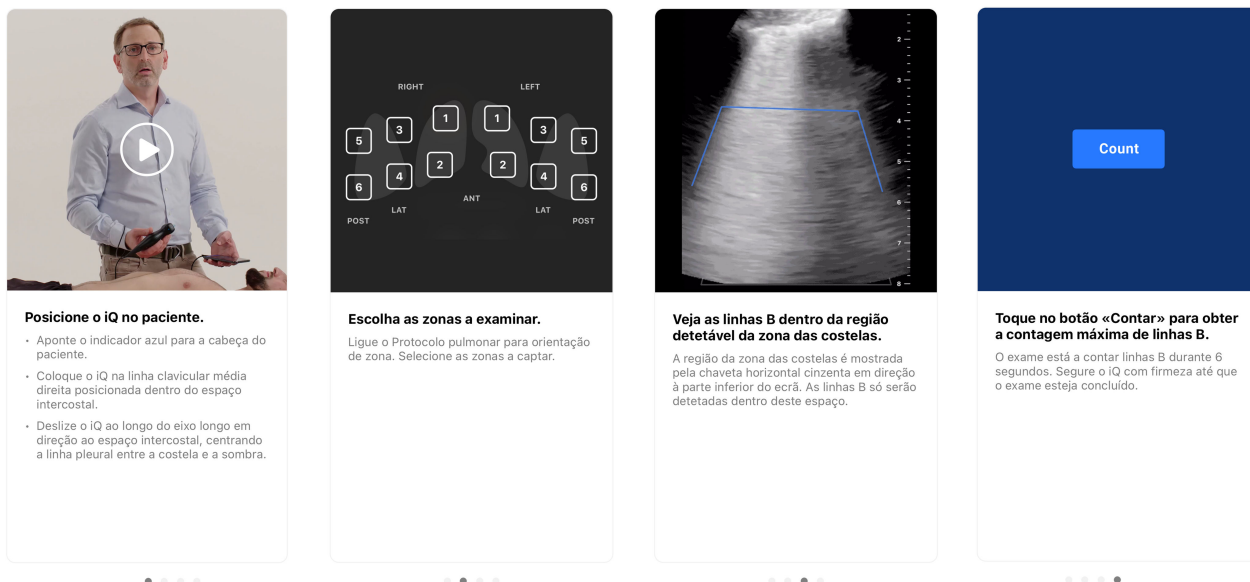 Posicione o iQ no paciente.
• Aponte o indicador azul para a cabeça do
paciente.
• Coloque o iQ na linha clavicular média
direita posicionada dentro do espaço
intercostal.
• Deslize o iQ ao longo do eixo longo em
direção ao espaço intercostal, centrando
a linha pleural entre a costela e a sombra.
RIGHT LEFT
1 1
3 3
5 5
2 2
4 4
6 6
ANT
LAT LAT
POST POST
Escolha as zonas a examinar.
Ligue o Protocolo pulmonar para orientação
de zona. Selecione as zonas a captar.
2
3
4
5
6
7
8
Veja as linhas B dentro da região
detetável da zona das costelas.
A região da zona das costelas é mostrada
pela chaveta horizontal cinzenta em direção
à parte inferior do ecrã. As linhas B só serão
detetadas dentro deste espaço.
Count
Toque no botão «Contar» para obter
a contagem máxima de linhas B.
O exame está a contar linhas B durante 6
segundos. Segure o iQ com firmeza até que
o exame esteja concluído.